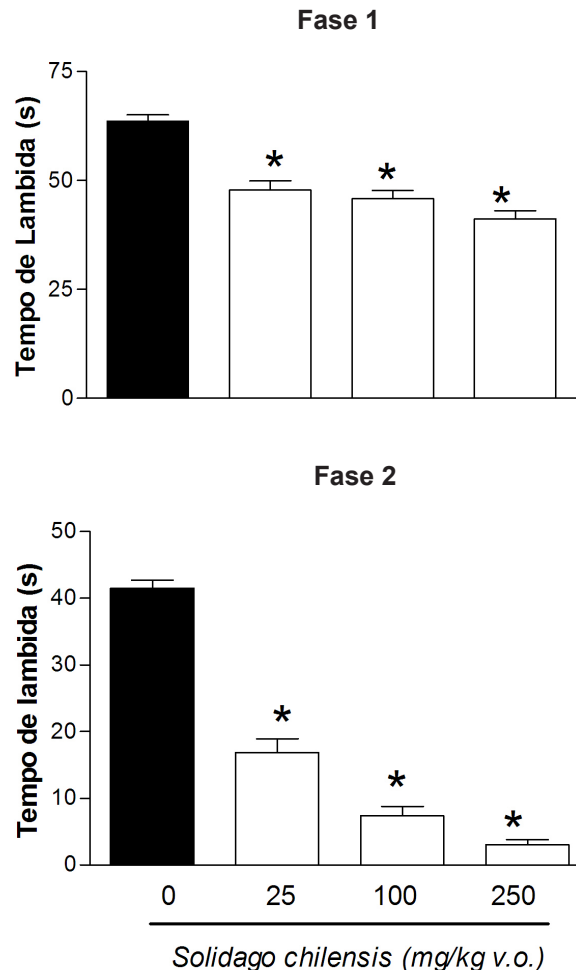 Fase 1
Tempo de Lambida (s)
75
50
25
0
*
*
*
Fase 2
Tempo de lambida (s)
50
40
30
20
10
0
*
*
*
0 25 100 250
Solidago chilensis (mg/kg v.o.)